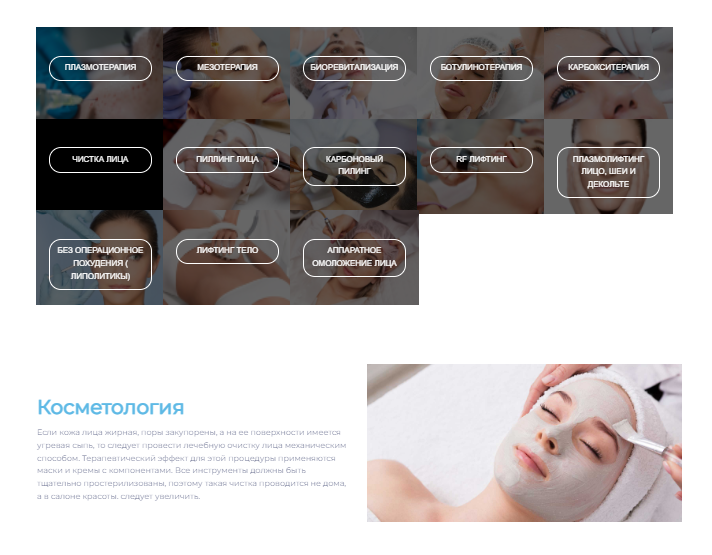 ПЛАЗМОТЕРАПИЯ
МЕЗОТЕРАПИЯ
БИОРЕВИТАЛИЗАЦИЯ
БОТУЛИНОТЕРАПИЯ
КАРБОКСИТЕРАПИЯ
ЧИСТКА ЛИЦА
ПИЛЛИНГ ЛИЦА
КАРБОНОВЫЙ
ПИЛИНГ
RF ЛИФТИНГ
ПЛАЗМОЛИФТИНГ
ЛИЦО, ШЕИ И
ДЕКОЛЬТЕ
БЕЗ ОПЕРАЦИОННОЕ
ПОХУДЕНИЯ (
ЛИПОЛИТИКЫ)
ЛИФТИНГ ТЕЛО
АППАРАТНОЕ
ОМОЛОЖЕНИЕ ЛИЦА
Косметология
Если кожа лица жирная, поры закупорены, а на ее поверхности имеется
угревая сыпь, то следует провести лечебную очистку лица механическим
способом. Терапевтический эффект для этой процедуры применяются
маски и кремы с компонентами. Все инструменты должны быть
тщательно простерилизованы, поэтому такая чистка проводится не дома,
а в салоне красоты. следует увеличить.